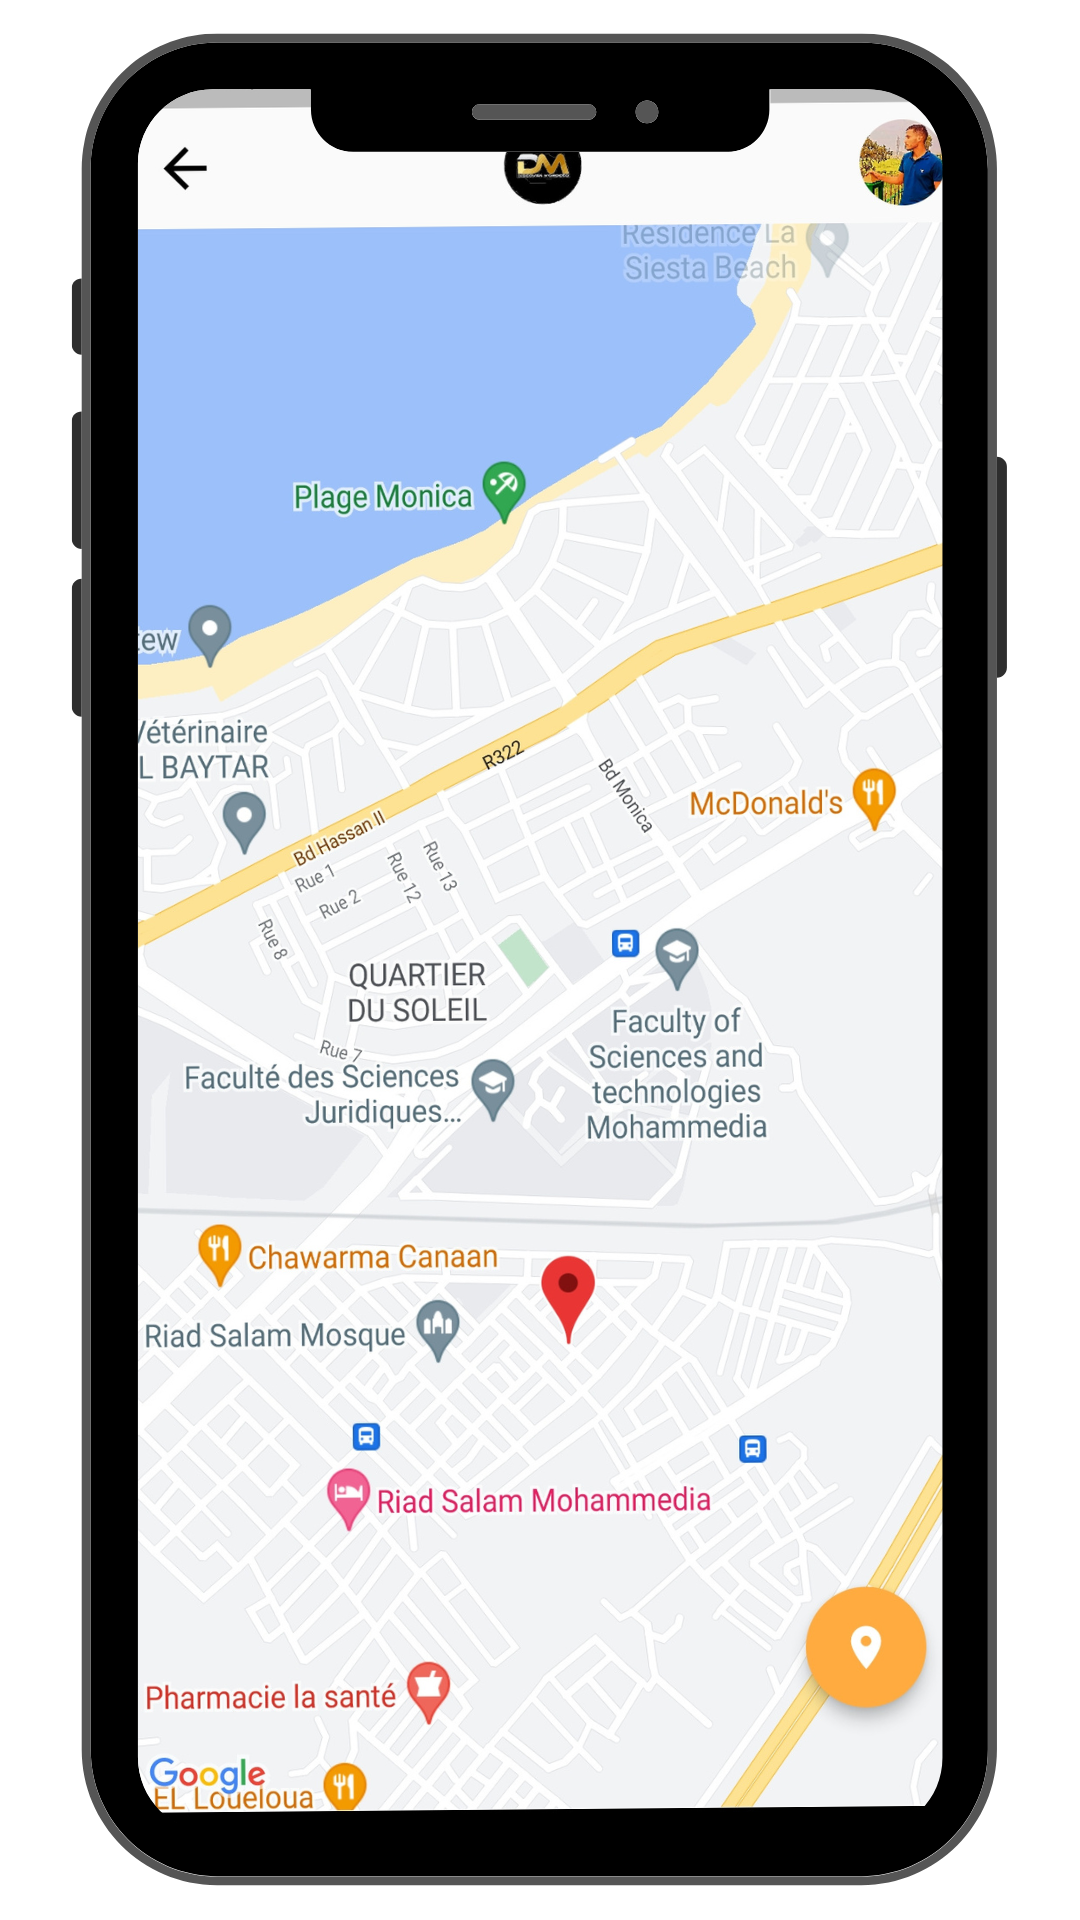 DM
Residence La
Siesta Beach
Plage Monica
ew
Vétérinaire
L BAYTAR
R322
Bd Monica
McDonald's
Bd Hassan II
Rue 1
Rue 2
Rue 12
Rue 13
Rue 8
QUARTIER
DU SOLEIL
Rue 7
Faculty of
Sciences and
technologies
Mohammedia
Faculté des Sciences
Juridiques...
Chawarma Canaan
Riad Salam Mosque
Riad Salam Mohammedia
Pharmacie la santé
Google
EL Loueloua